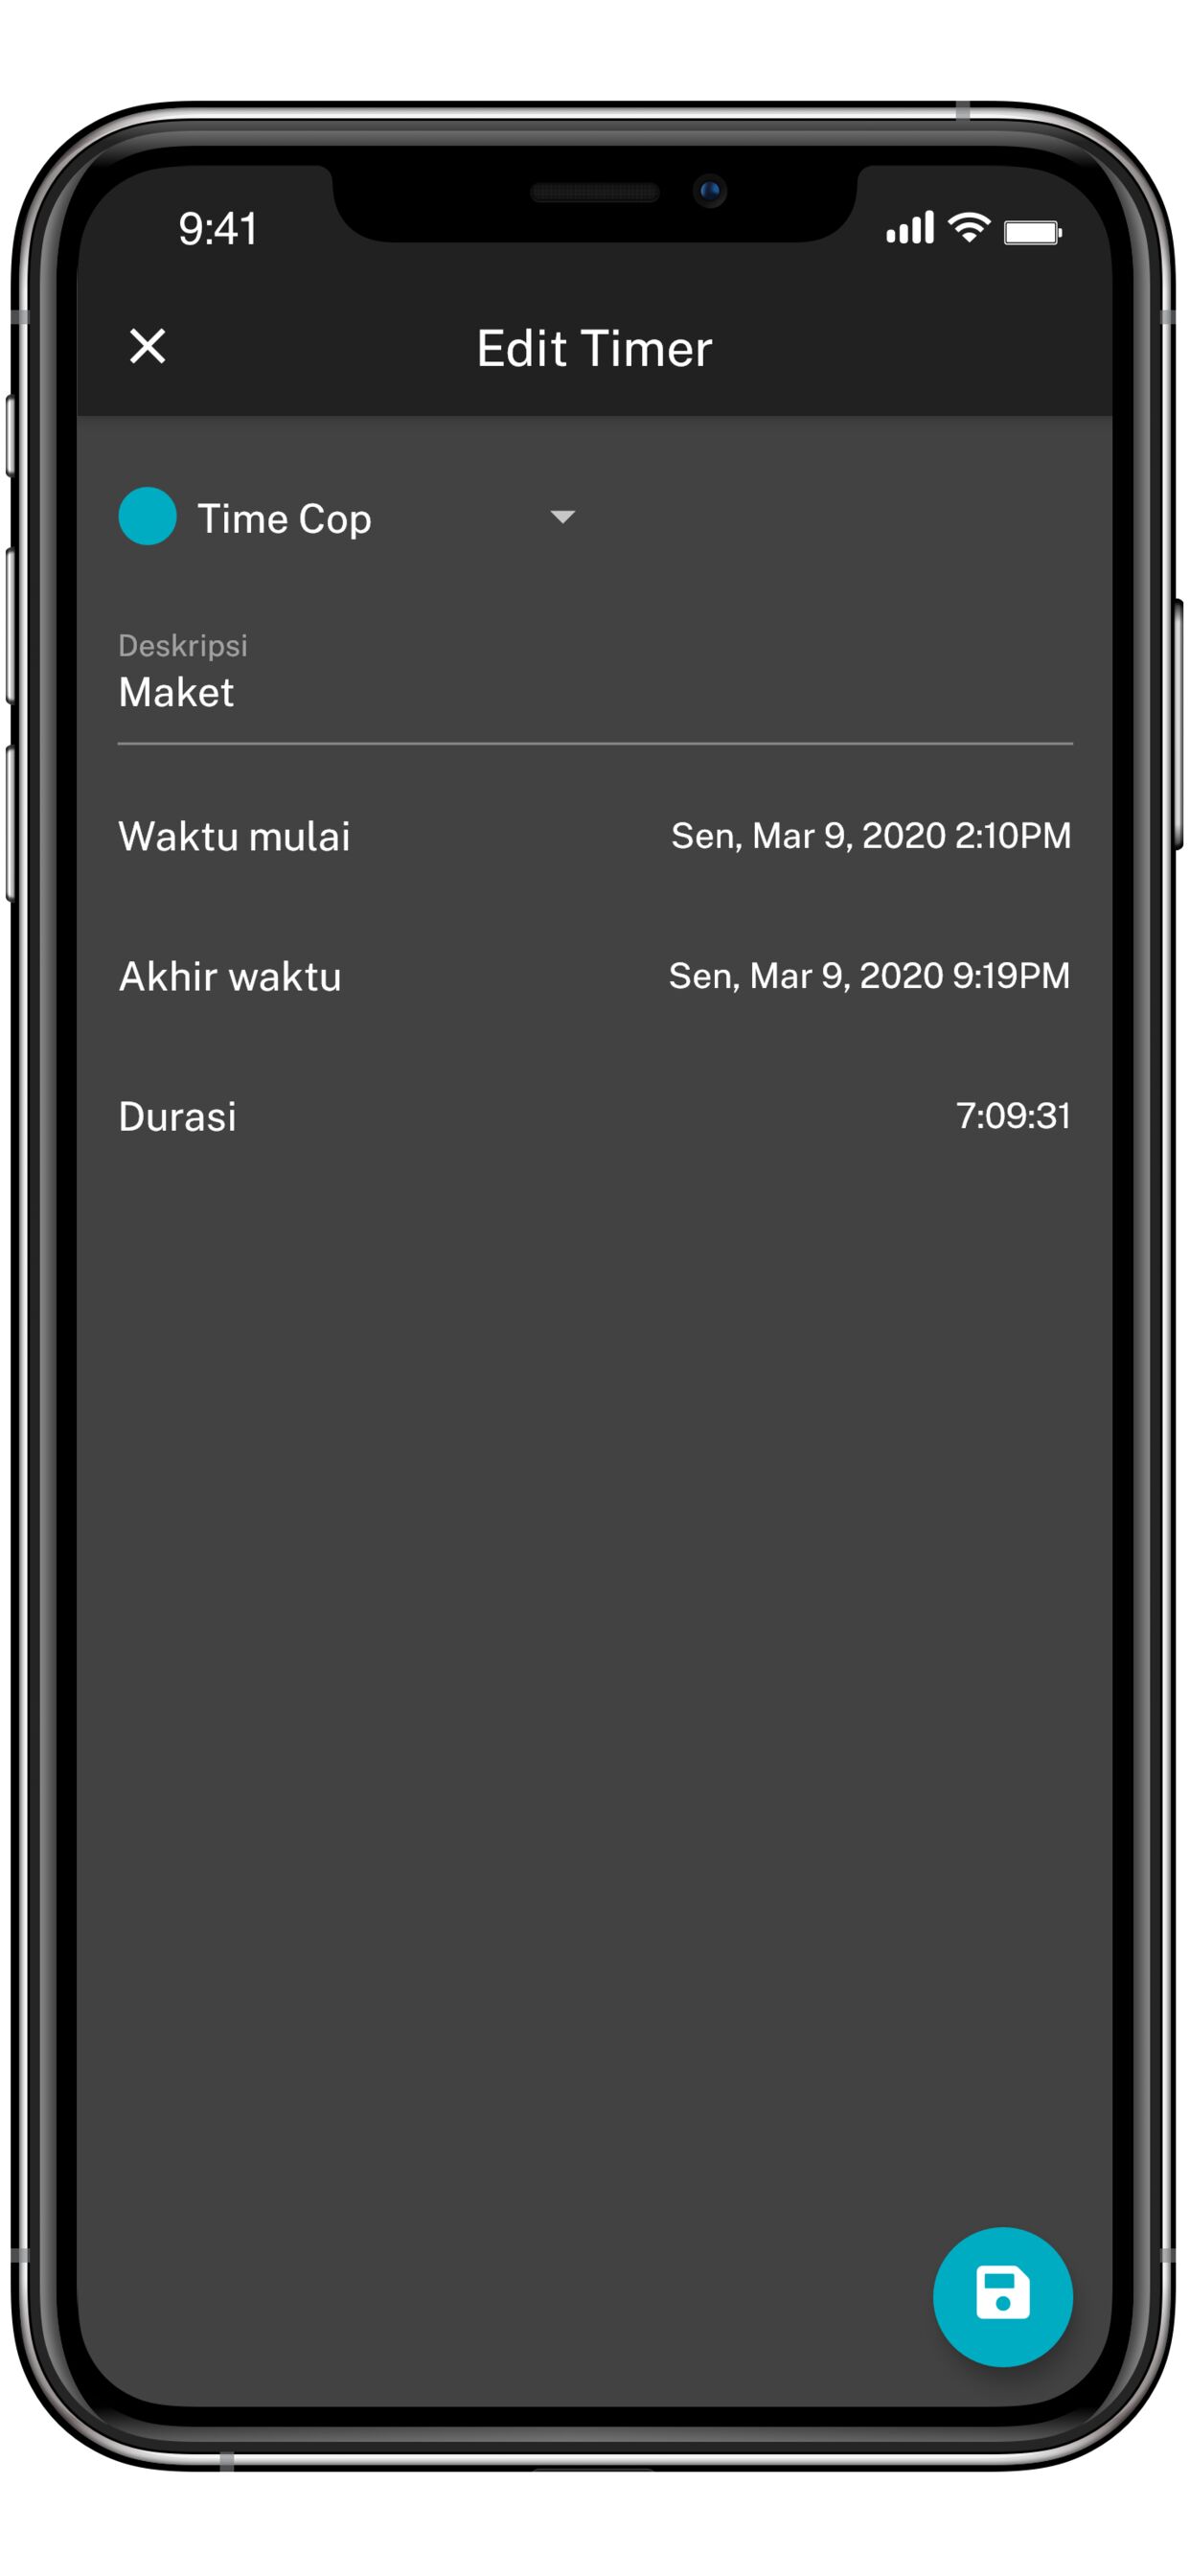 9:41
Edit Timer
Time Cop
Deskripsi
Maket
Waktu mulai Sen, Mar 9, 2020 2:10PM
Akhir waktu Sen, Mar 9, 2020 9:19PM
Durasi 7:09:31